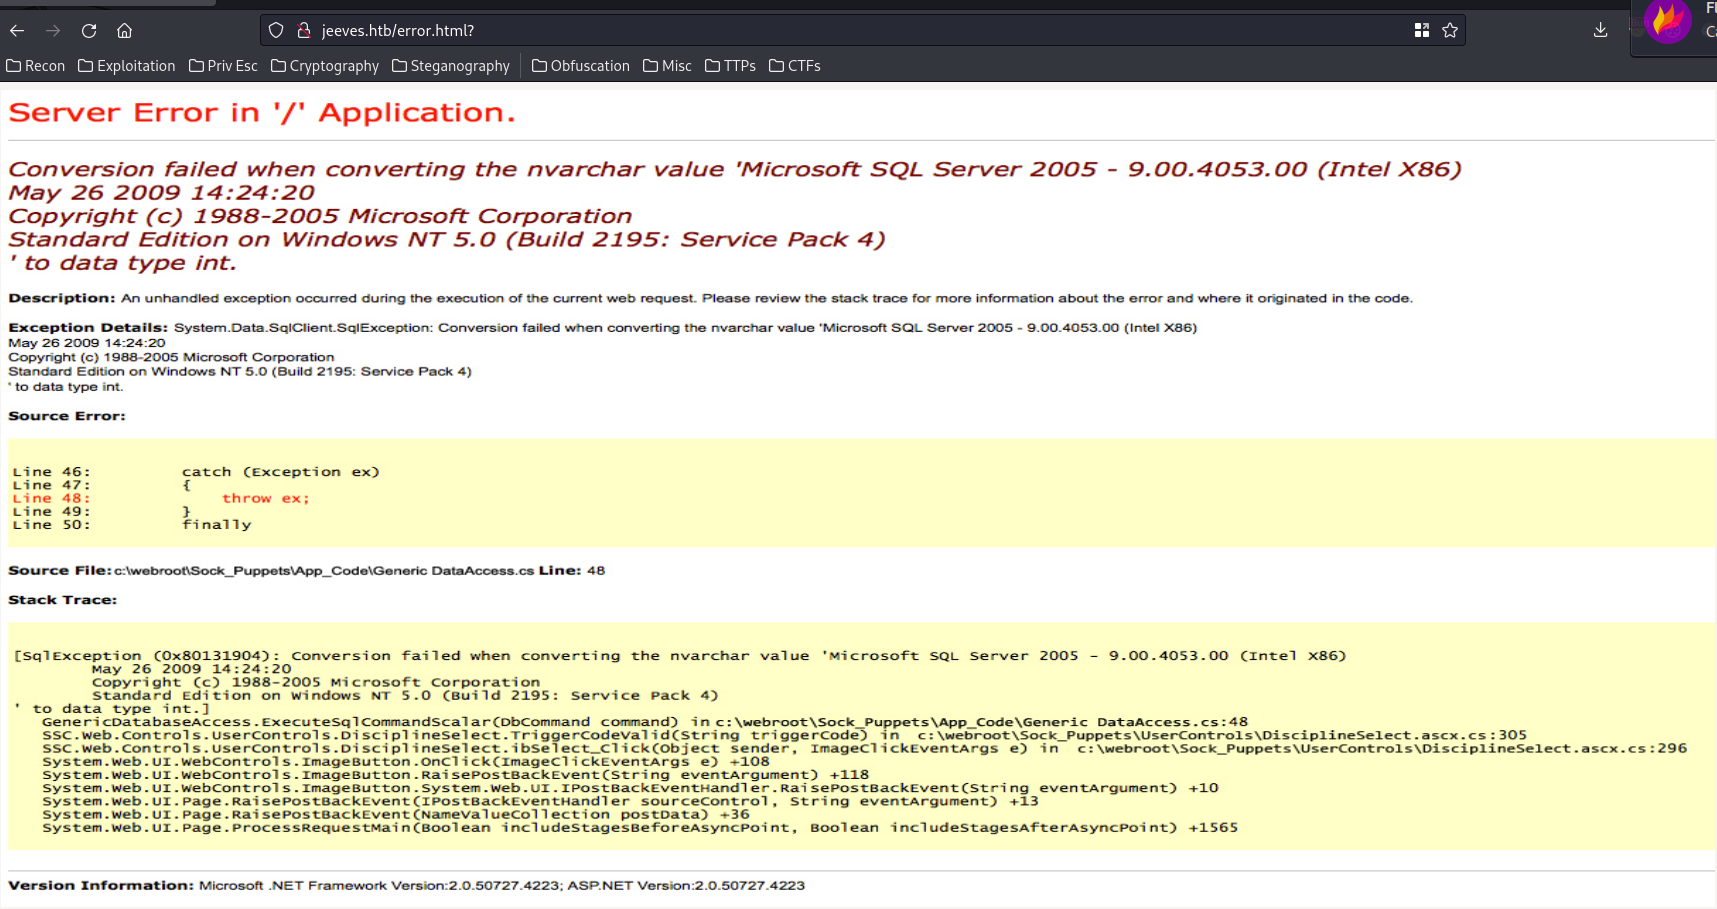 jeeves.htb/error.html?
Recon Exploitation Priv Esc Cryptography Steganography Obfuscation Misc TTPs CTFs
Server Error in '/' Application.
Conversion failed when converting the nvarchar value 'Microsoft SQL Server 2005 - 9.00.4053.00 (Intel X86)
May 26 2009 14:24:20
Copyright (c) 1988-2005 Microsoft Corporation
Standard Edition on Windows NT 5.0 (Build 2195: Service Pack 4)
' to data type int.
Description: An unhandled exception occurred during the execution of the current web request. Please review the stack trace for more information about the error and where it originated in the code.
Exception Details: System.Data.SqlClient.SqlException: Conversion failed when converting the nvarchar value 'Microsoft SQL Server 2005 - 9.00.4053.00 (Intel X86)
May 26 2009 14:24:20
Copyright (c) 1988-2005 Microsoft Corporation
Standard Edition on Windows NT 5.0 (Build 2195: Service Pack 4)
' to data type int.
Source Error:
Line 46: catch (Exception ex)
Line 47: {
Line 48: throw ex;
Line 49: }
Line 50: finally
Source File: c:\webroot\Sock_Puppets\App_Code\Generic DataAccess.cs Line: 48
Stack Trace:
[SqlException (0x80131904): Conversion failed when converting the nvarchar value 'Microsoft SQL Server 2005 - 9.00.4053.00 (Intel X86)
May 26 2009 14:24:20
Copyright (c) 1988-2005 Microsoft Corporation
Standard Edition on Windows NT 5.0 (Build 2195: Service Pack 4)
' to data type int.]
GenericDatabaseAccess.ExecuteSqlCommandScalar(DbCommand command) in c:\webroot\Sock_Puppets\App_Code\Generic DataAccess.cs:48
SSC.Web.Controls.UserControls.DisciplineSelect.TriggerCodeValid(String triggerCode) in c:\webroot\Sock_Puppets\UserControls\DisciplineSelect.ascx.cs:305
SSC.Web.Controls.UserControls.DisciplineSelect.ibSelect_Click(Object sender, ImageClickEventArgs e) in c:\webroot\Sock_Puppets\UserControls\DisciplineSelect.ascx.cs:296
System.Web.UI.WebControls.ImageButton.OnClick(ImageClickEventArgs e) +108
System.Web.UI.WebControls.ImageButton.RaisePostBackEvent(String eventArgument) +118
System.Web.UI.WebControls.ImageButton.System.Web.UI.IPostBackEventHandler.RaisePostBackEvent(String eventArgument) +10
System.Web.UI.Page.RaisePostBackEvent(IPostBackEventHandler sourceControl, String eventArgument) +13
System.Web.UI.Page.RaisePostBackEvent(NameValueCollection postData) +36
System.Web.UI.Page.ProcessRequestMain(Boolean includeStagesBeforeAsyncPoint, Boolean includeStagesAfterAsyncPoint) +1565
Version Information: Microsoft .NET Framework Version:2.0.50727.4223; ASP.NET Version:2.0.50727.4223